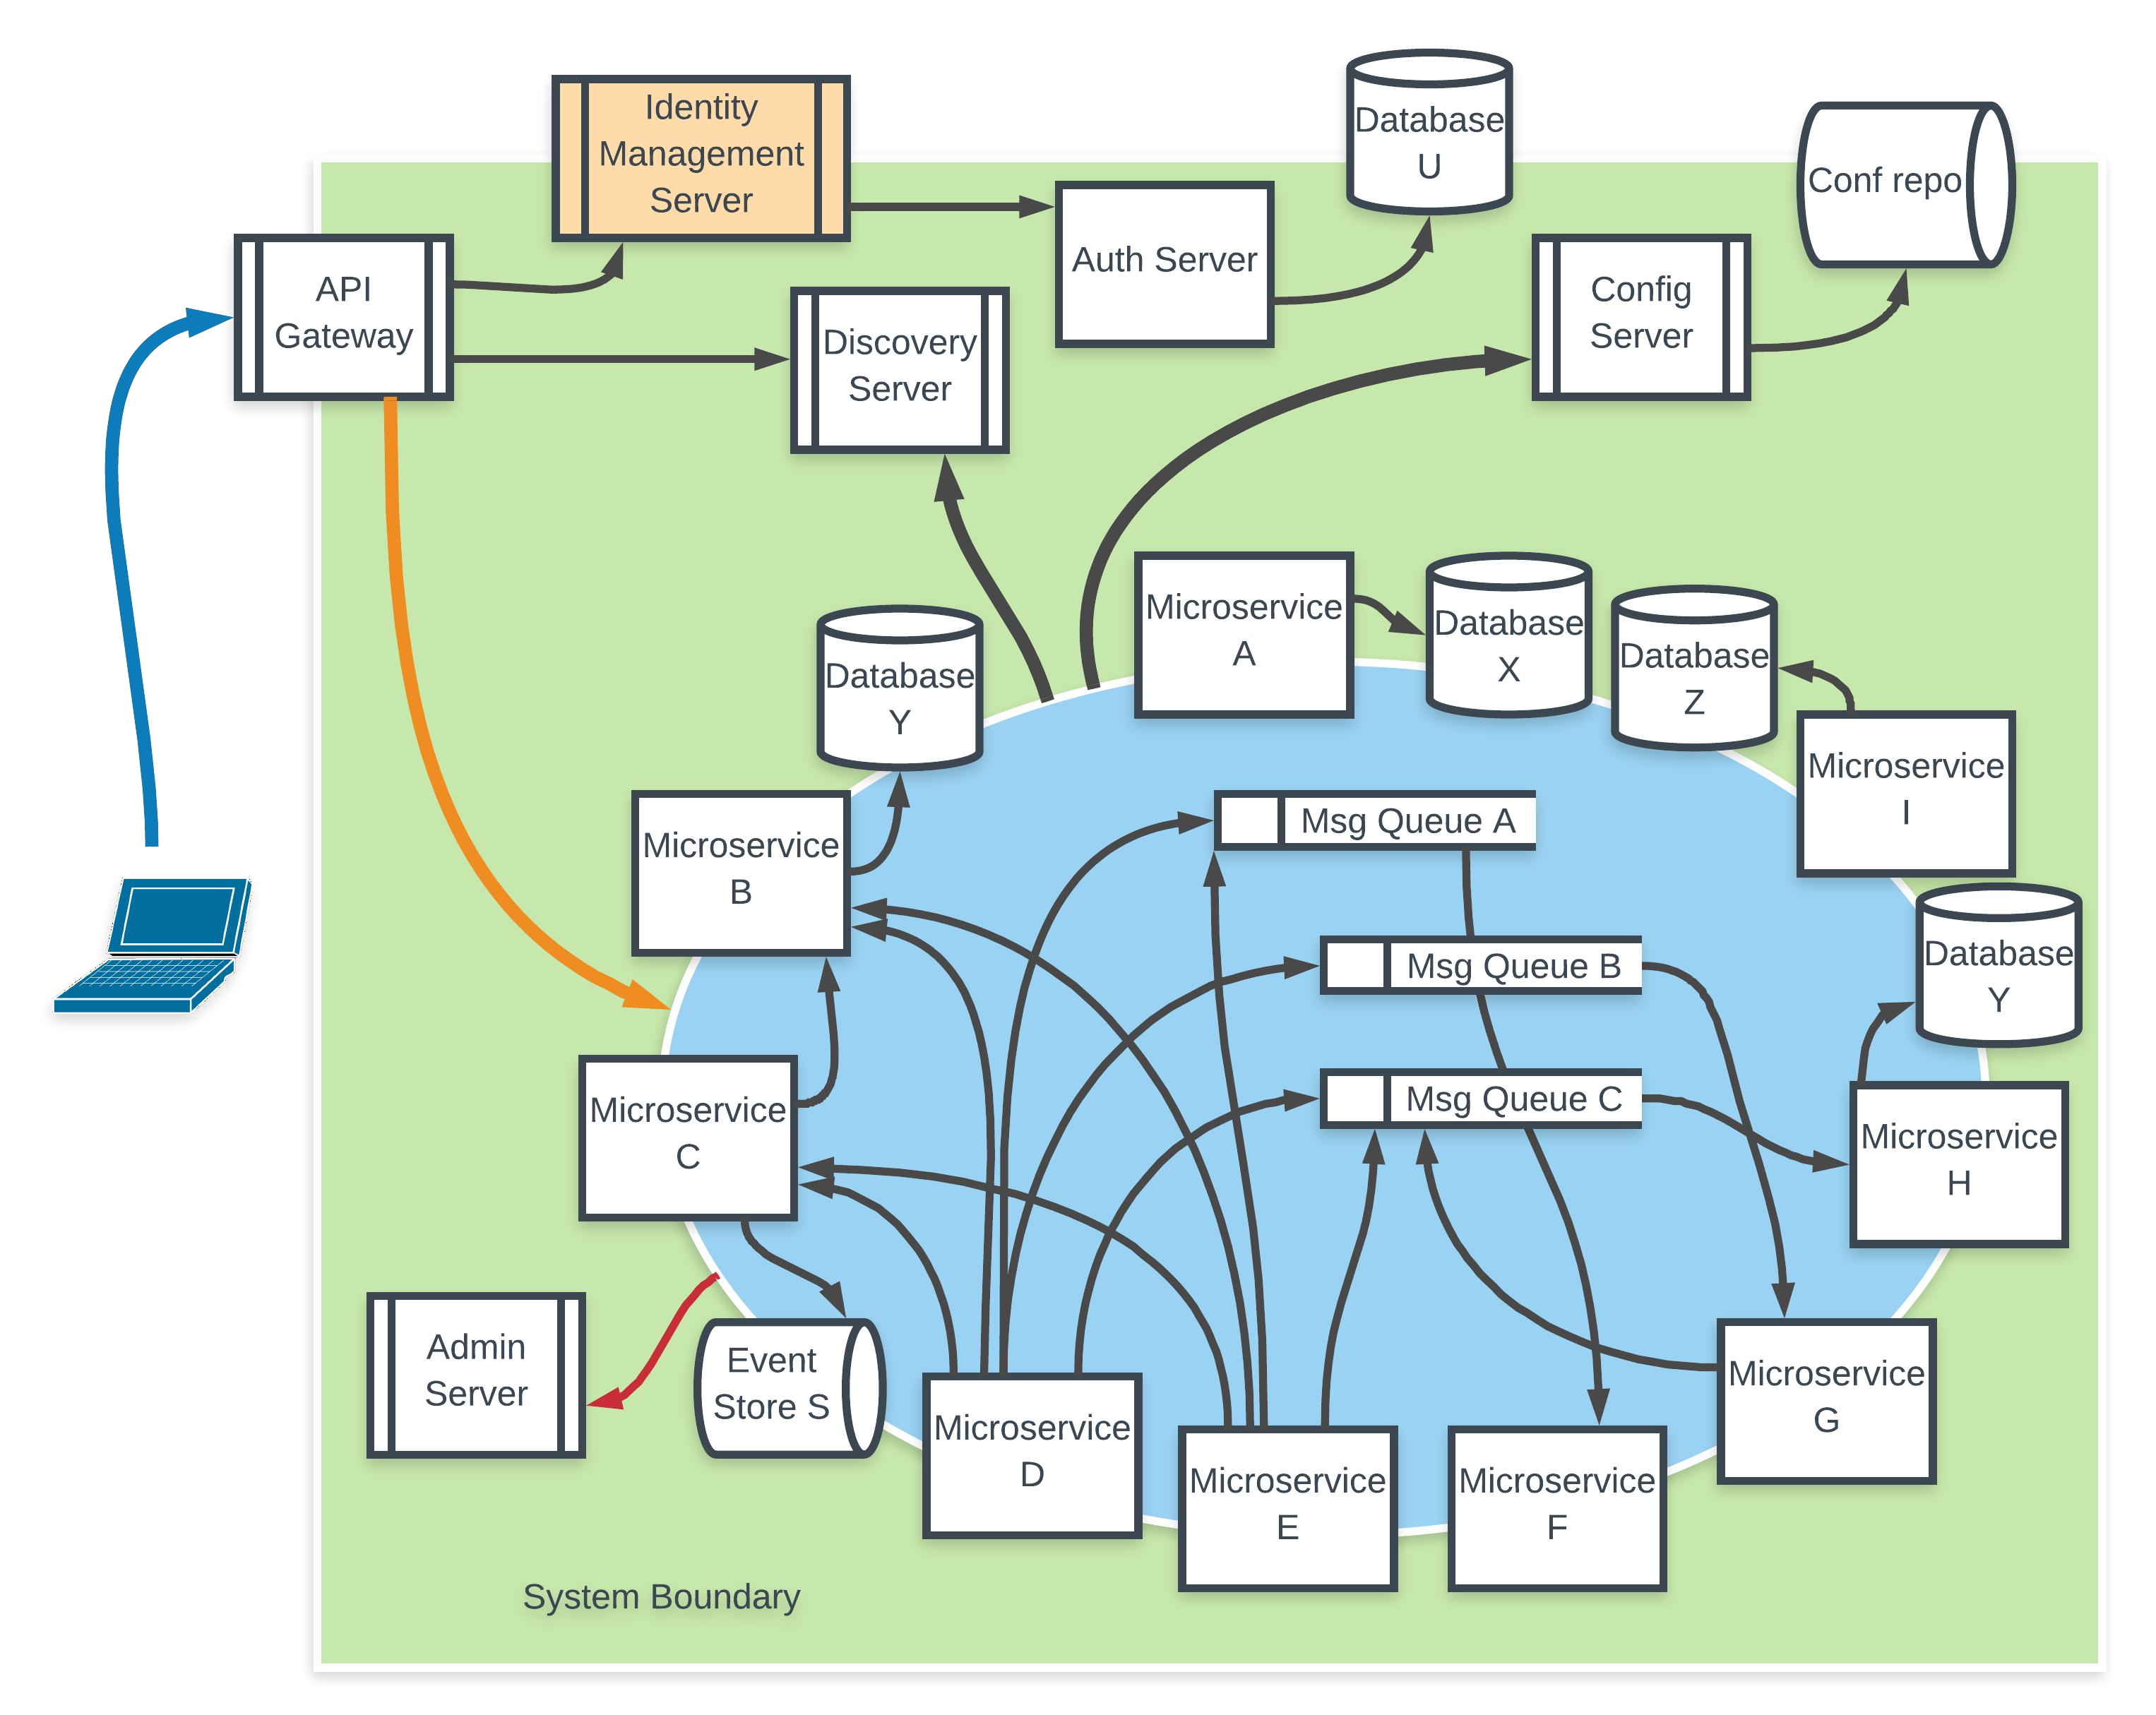 Identity
Management
Server
Database
U
Conf repo
Auth Server
API
Gateway
Config
Server
Discovery
Server
Microservice
A
Database
X
Database
Z
Database
Y
Microservice
I
Microservice
B
Msg Queue A
Msg Queue B
Database
Y
Msg Queue C
Microservice
C
Microservice
H
Admin
Server
Event
Store S
Microservice
D
Microservice
E
Microservice
F
Microservice
G
System Boundary